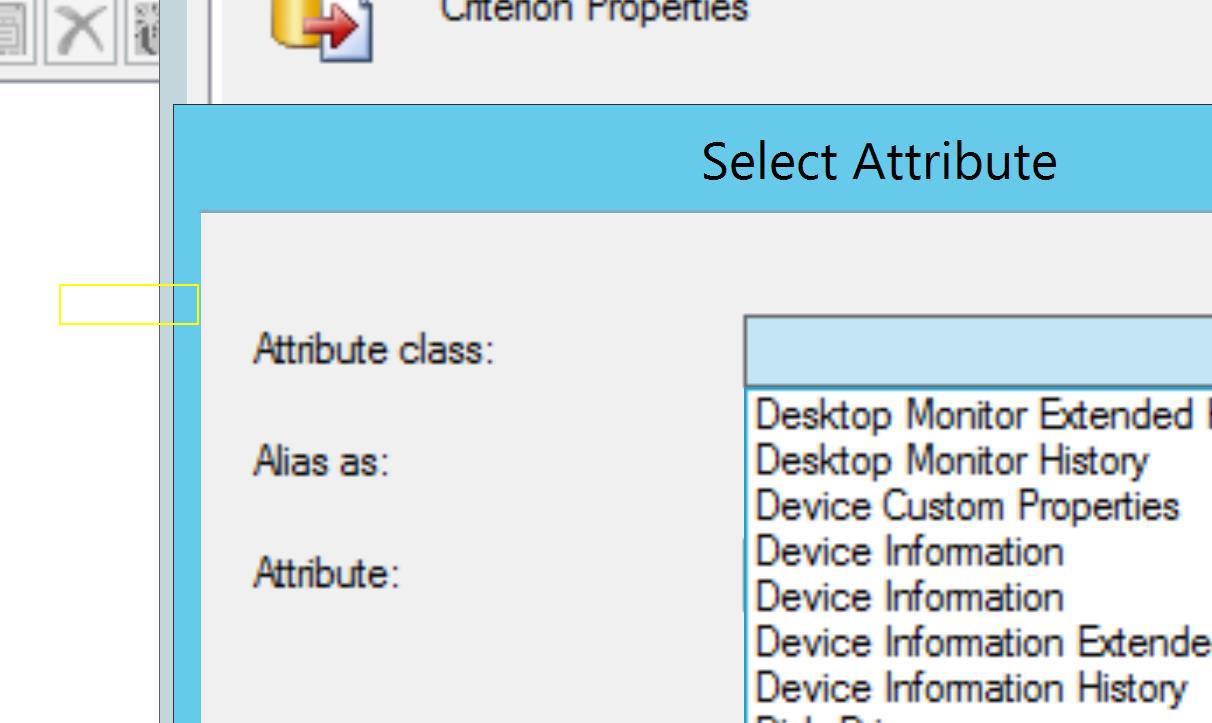 Criterion Properties
Select Attribute
Attribute class:
Desktop Monitor Extended
Desktop Monitor History
Alias as:
Device Custom Properties
Device Information
Attribute:
Device Information
Device Information
Device Information History